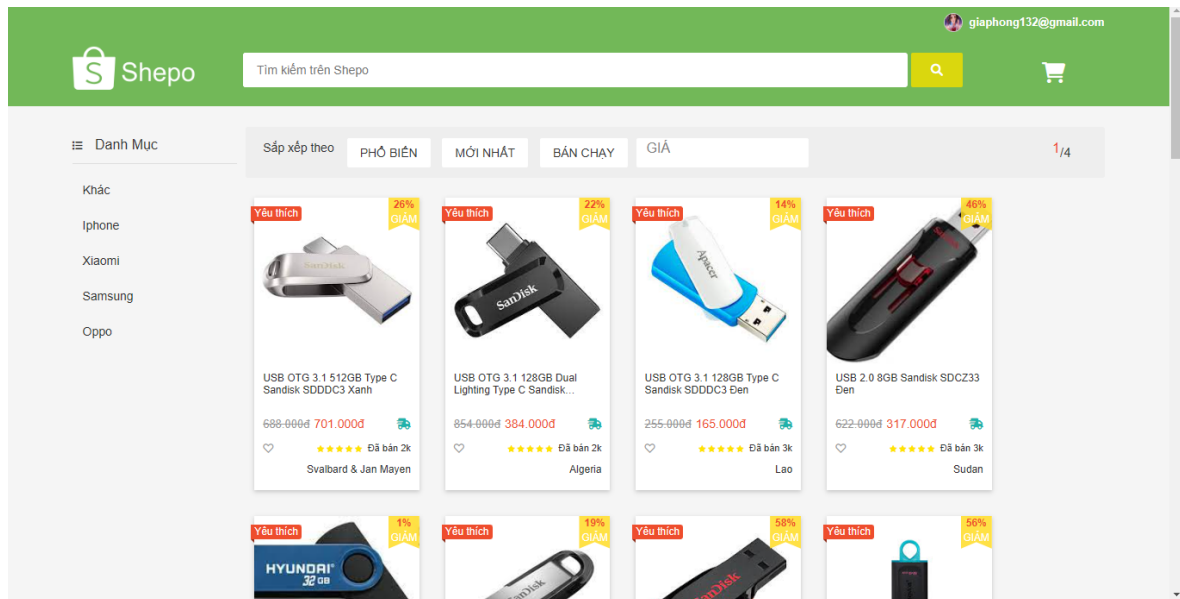 giaphong132@gmail.com
S Shepo
Tìm kiếm trên Shepo
Danh Mục
Khác
Iphone
Xiaomi
Samsung
Oppo
Sắp xếp theo
PHỔ BIẾN
MỚI NHẤT
BÁN CHẠY
GIÁ
1/4
Yêu thích
26%
GIẢM
SanDisk
USB OTG 3.1 512GB Type C
Sandisk SDDDC3 Xanh
688.000đ 701.000đ
Đã bán 2k
Svalbard & Jan Mayen
Yêu thích
22%
GIẢM
SanDisk
USB OTG 3.1 128GB Dual
Lighting Type C Sandisk...
854.000đ 384.000đ
Đã bán 2k
Algeria
Yêu thích
14%
GIẢM
Apacer
USB OTG 3.1 128GB Type C
Sandisk SDDDC3 Đen
255.000đ 165.000đ
Đã bán 3k
Lao
Yêu thích
46%
GIẢM
SanDisk
USB 2.0 8GB Sandisk SDCZ33
Đen
622.000đ 317.000đ
Đã bán 3k
Sudan
Yêu thích
1%
GIẢM
HYUNDAI
32 GB
Yêu thích
19%
GIẢM
SanDisk
Yêu thích
58%
GIẢM
SanDisk
Yêu thích
56%
GIẢM